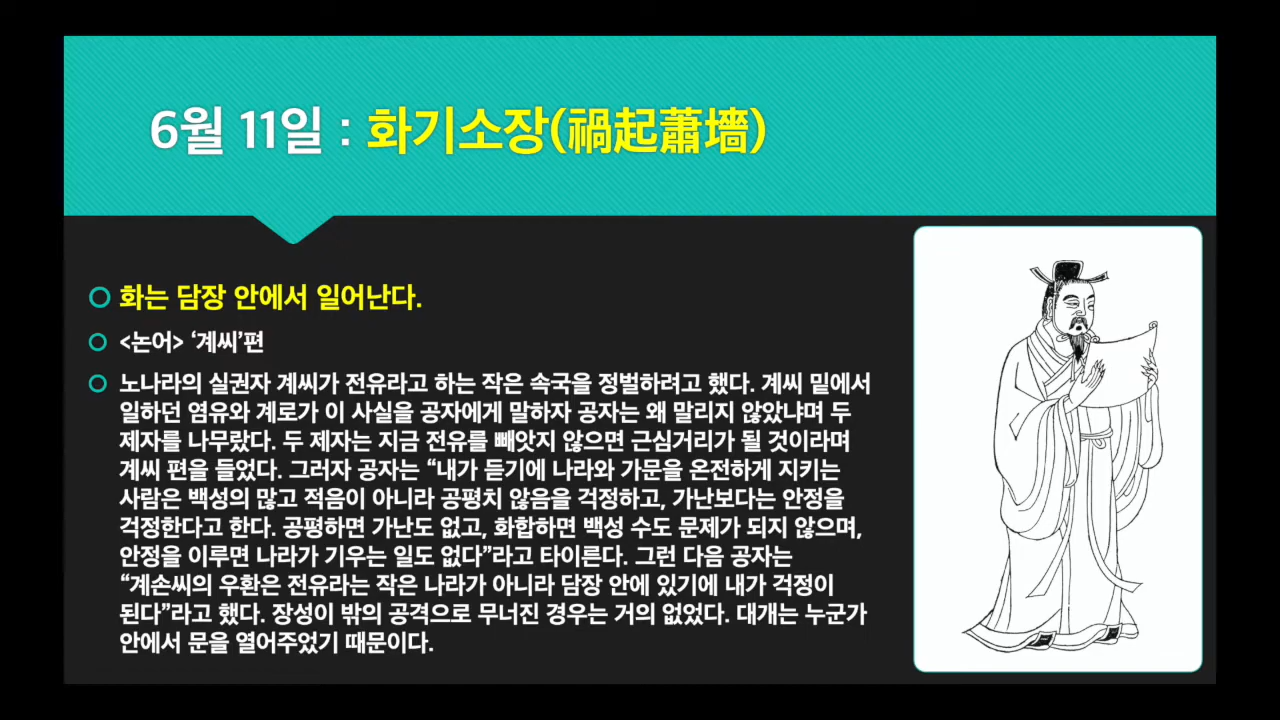 6월 11일 : 화기소장(禍起蕭墻)
화는 담장 안에서 일어난다.
<논어> ‘계씨’편
노나라의 실권자 계씨가 전유라고 하는 작은 속국을 정벌하려고 했다. 계씨 밑에서
일하던 염유와 계로가 이 사실을 공자에게 말하자 공자는 왜 말리지 않았냐며 두
제자를 나무랐다. 두 제자는 지금 전유를 빼앗지 않으면 근심거리가 될 것이라며
계씨 편을 들었다. 그러자 공자는 “내가 듣기에 나라와 가문을 온전하게 지키는
사람은 백성의 많고 적음이 아니라 공평치 않음을 걱정하고, 가난보다는 안정을
걱정한다고 한다. 공평하면 가난도 없고, 화합하면 백성 수도 문제가 되지 않으며,
안정을 이루면 나라가 기우는 일도 없다”라고 타이른다. 그런 다음 공자는
“계손씨의 우환은 전유라는 작은 나라가 아니라 담장 안에 있기에 내가 걱정이
된다”라고 했다. 장성이 밖의 공격으로 무너진 경우는 거의 없었다. 대개는 누군가
안에서 문을 열어주었기 때문이다.